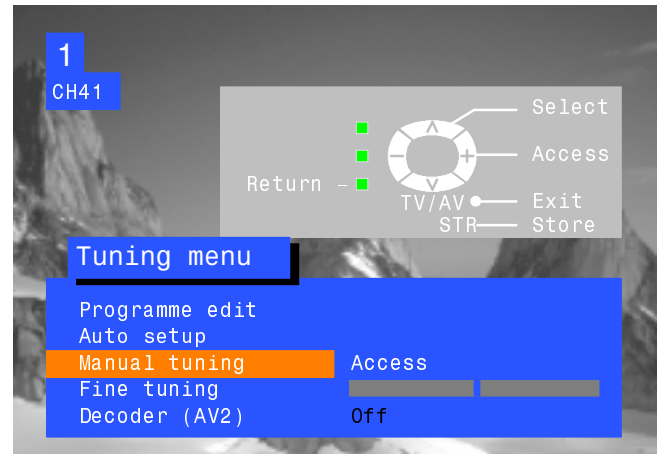 1
CH41
Select
Access
Return
TV/AV
Exit
STR
Store
Tuning menu
Programme edit
Auto setup
Manual tuning Access
Fine tuning
Decoder (AV2) Off